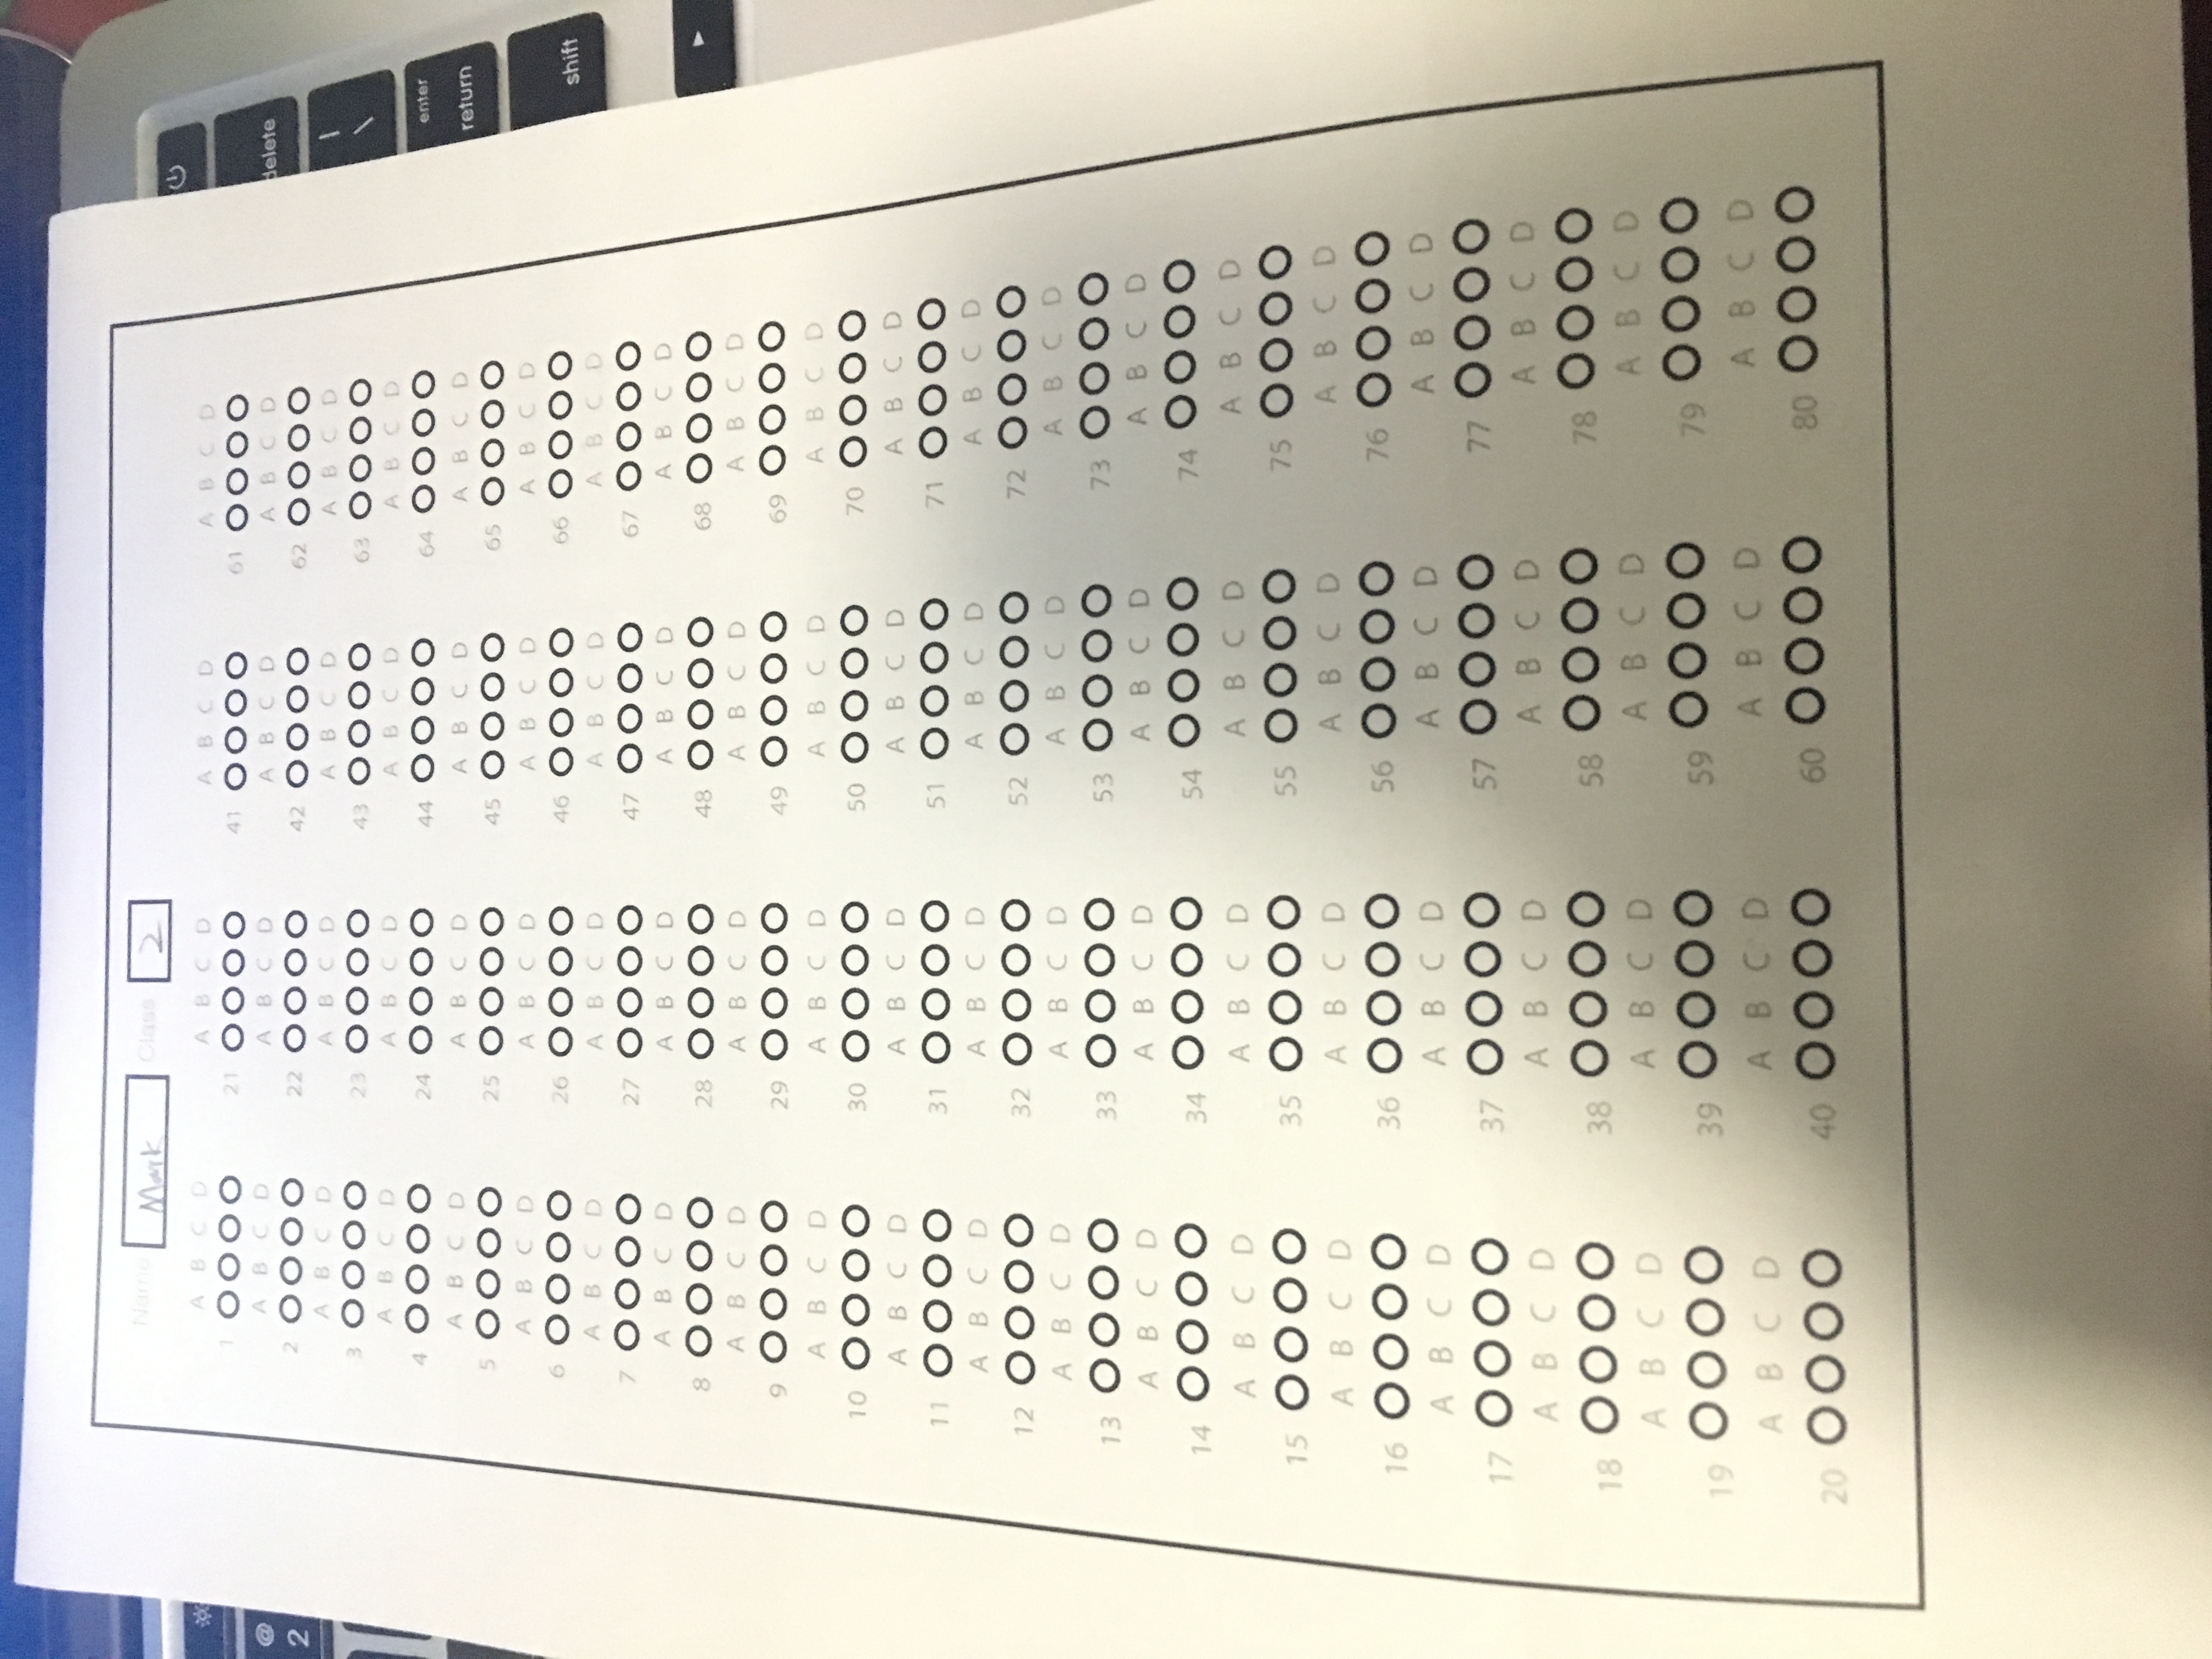 Name Mark Class 2
A B C D A B C D A B C D A B C D
1 21 41 61
A B C D A B C D A B C D A B C D
2 22 42 62
A B C D A B C D A B C D A B C D
3 23 43 63
A B C D A B C D A B C D A B C D
4 24 44 64
A B C D A B C D A B C D A B C D
5 25 45 65
A B C D A B C D A B C D A B C D
6 26 46 66
A B C D A B C D A B C D A B C D
7 27 47 67
A B C D A B C D A B C D A B C D
8 28 48 68
A B C D A B C D A B C D A B C D
9 29 49 69
A B C D A B C D A B C D A B C D
10 30 50 70
A B C D A B C D A B C D A B C D
11 31 51 71
A B C D A B C D A B C D A B C D
12 32 52 72
A B C D A B C D A B C D A B C D
13 33 53 73
A B C D A B C D A B C D A B C D
14 34 54 74
A B C D A B C D A B C D A B C D
15 35 55 75
A B C D A B C D A B C D A B C D
16 36 56 76
A B C D A B C D A B C D A B C D
17 37 57 77
A B C D A B C D A B C D A B C D
18 38 58 78
A B C D A B C D A B C D A B C D
19 39 59 79
A B C D A B C D A B C D A B C D
20 40 60 80
@
2
delete
|
\
enter
return
shift